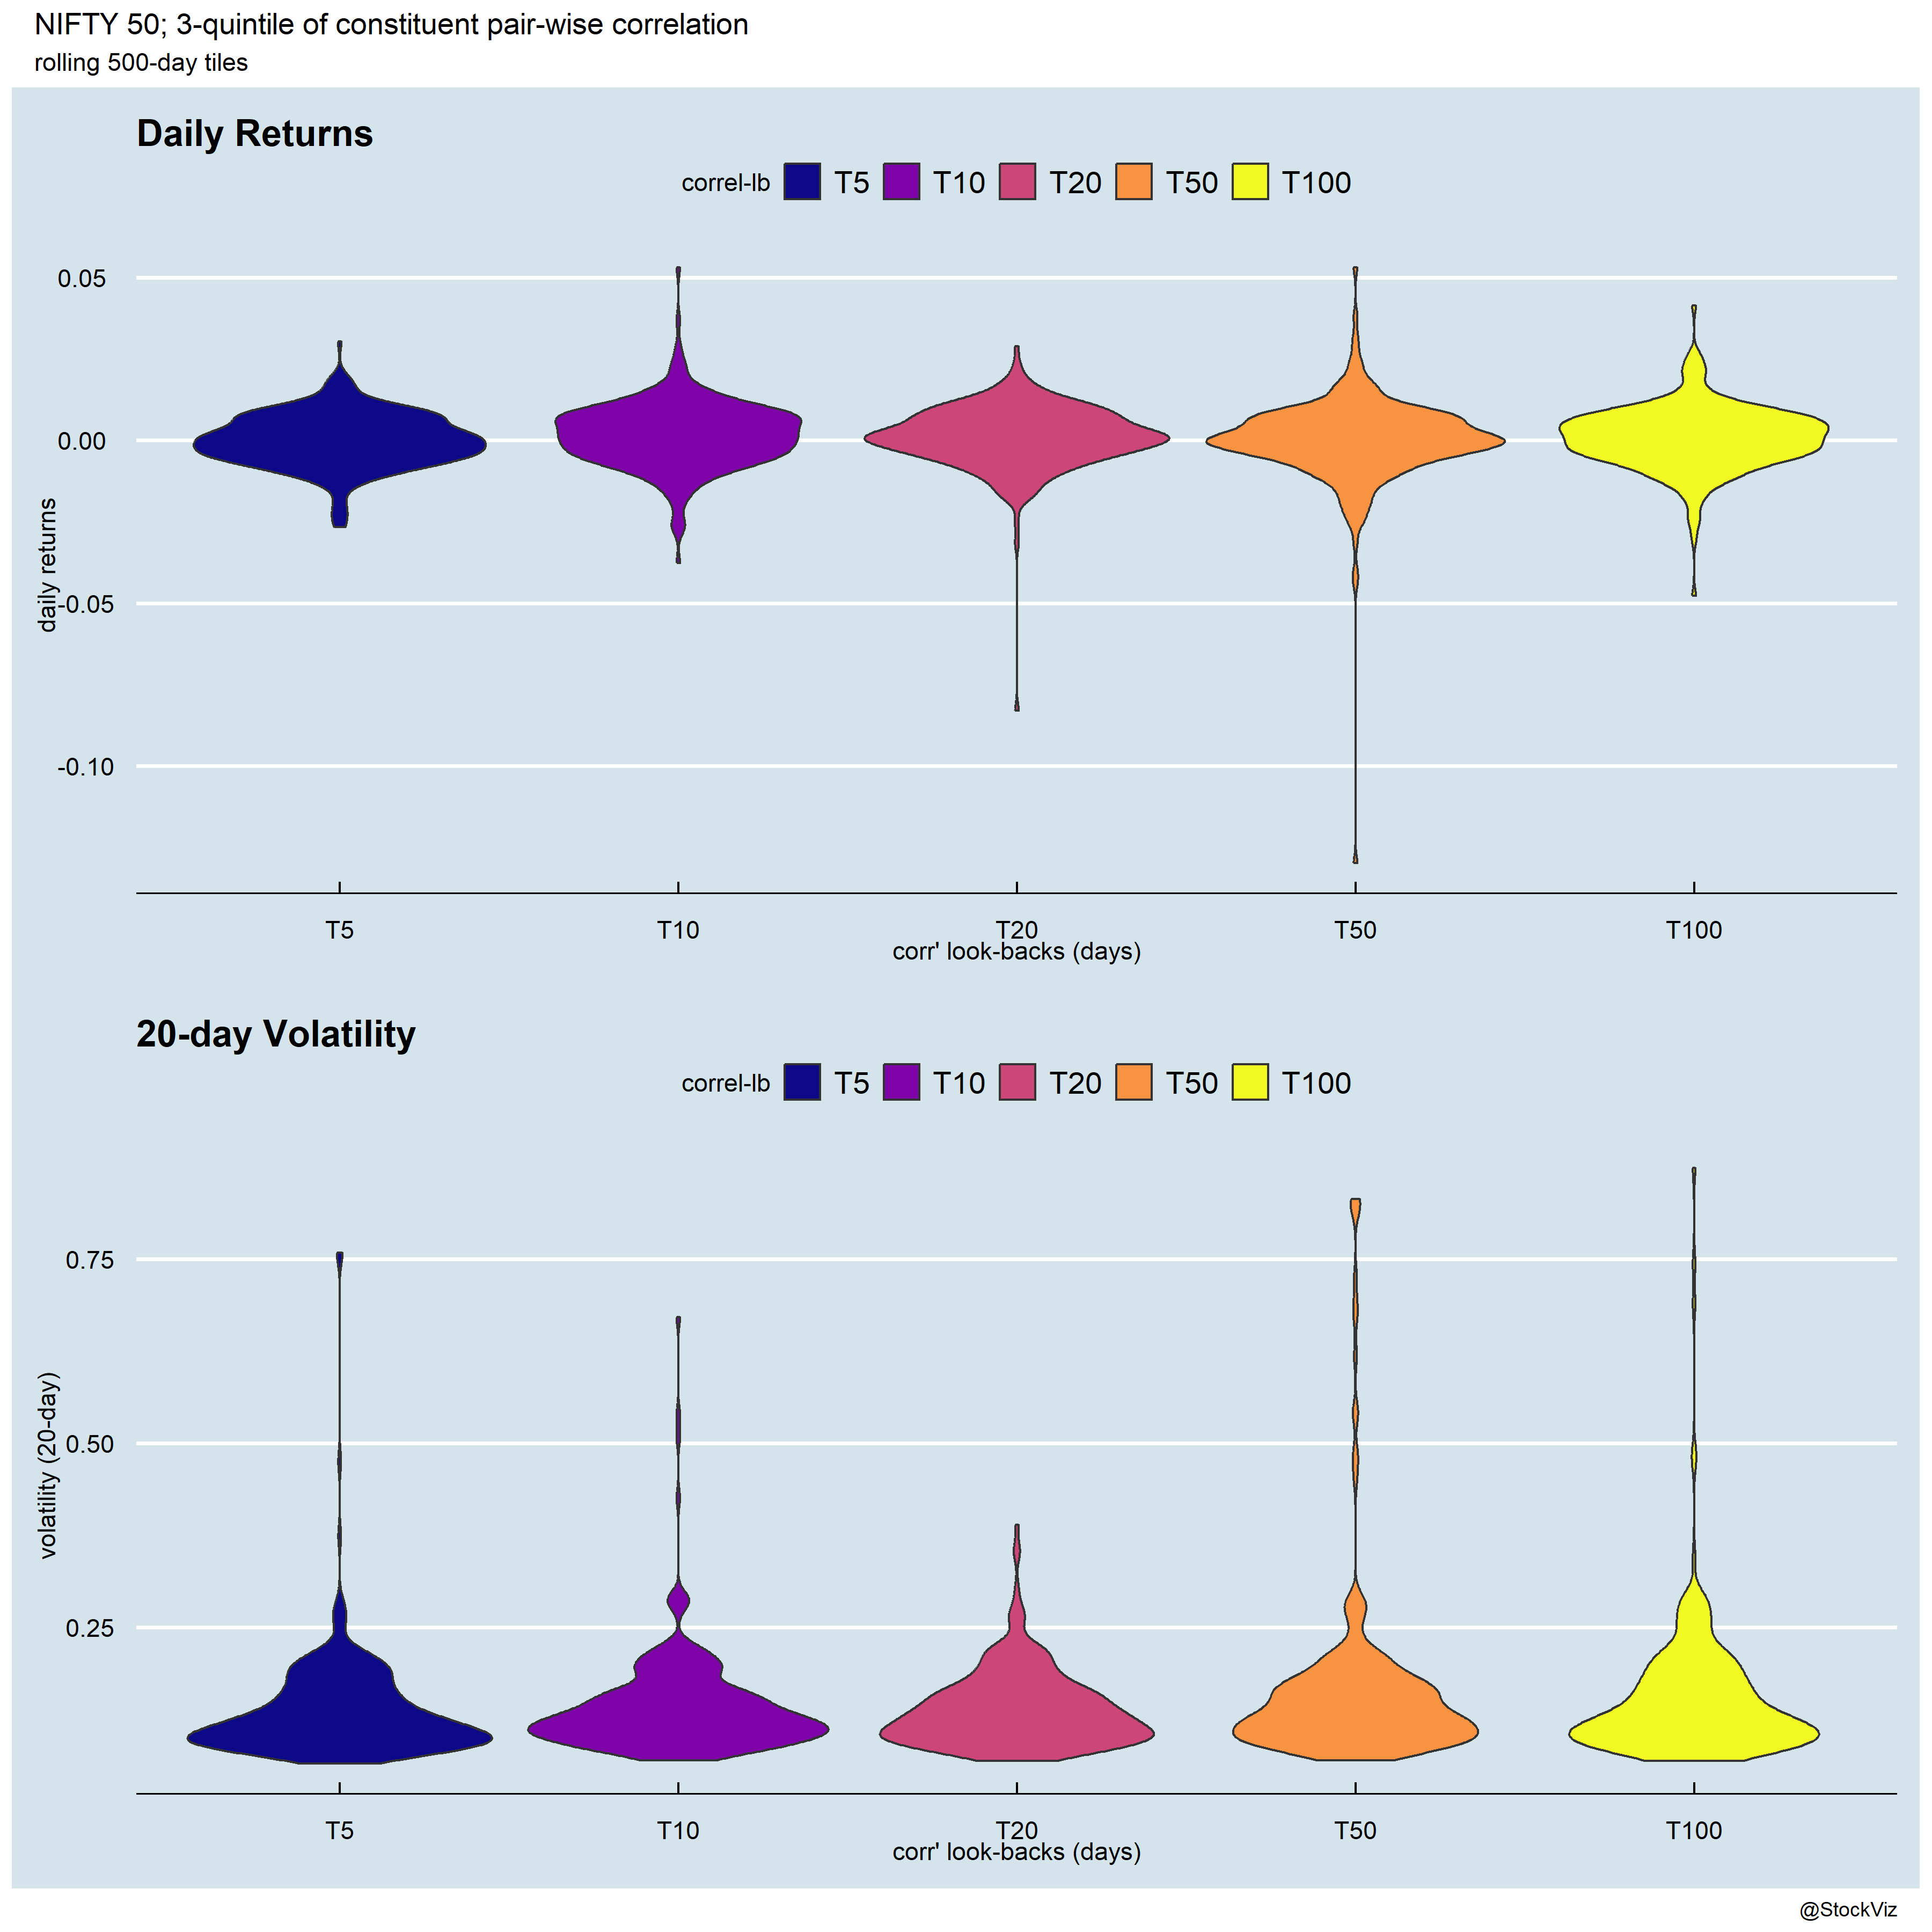 NIFTY 50; 3-quintile of constituent pair-wise correlation
rolling 500-day tiles
Daily Returns
correl-lb T5 T10 T20 T50 T100
0.05
0.00
-0.05
-0.10
daily returns
T5 T10 T20 T50 T100
corr' look-backs (days)
20-day Volatility
correl-lb T5 T10 T20 T50 T100
0.75
0.50
0.25
volatility (20-day)
T5 T10 T20 T50 T100
corr' look-backs (days)
@StockViz